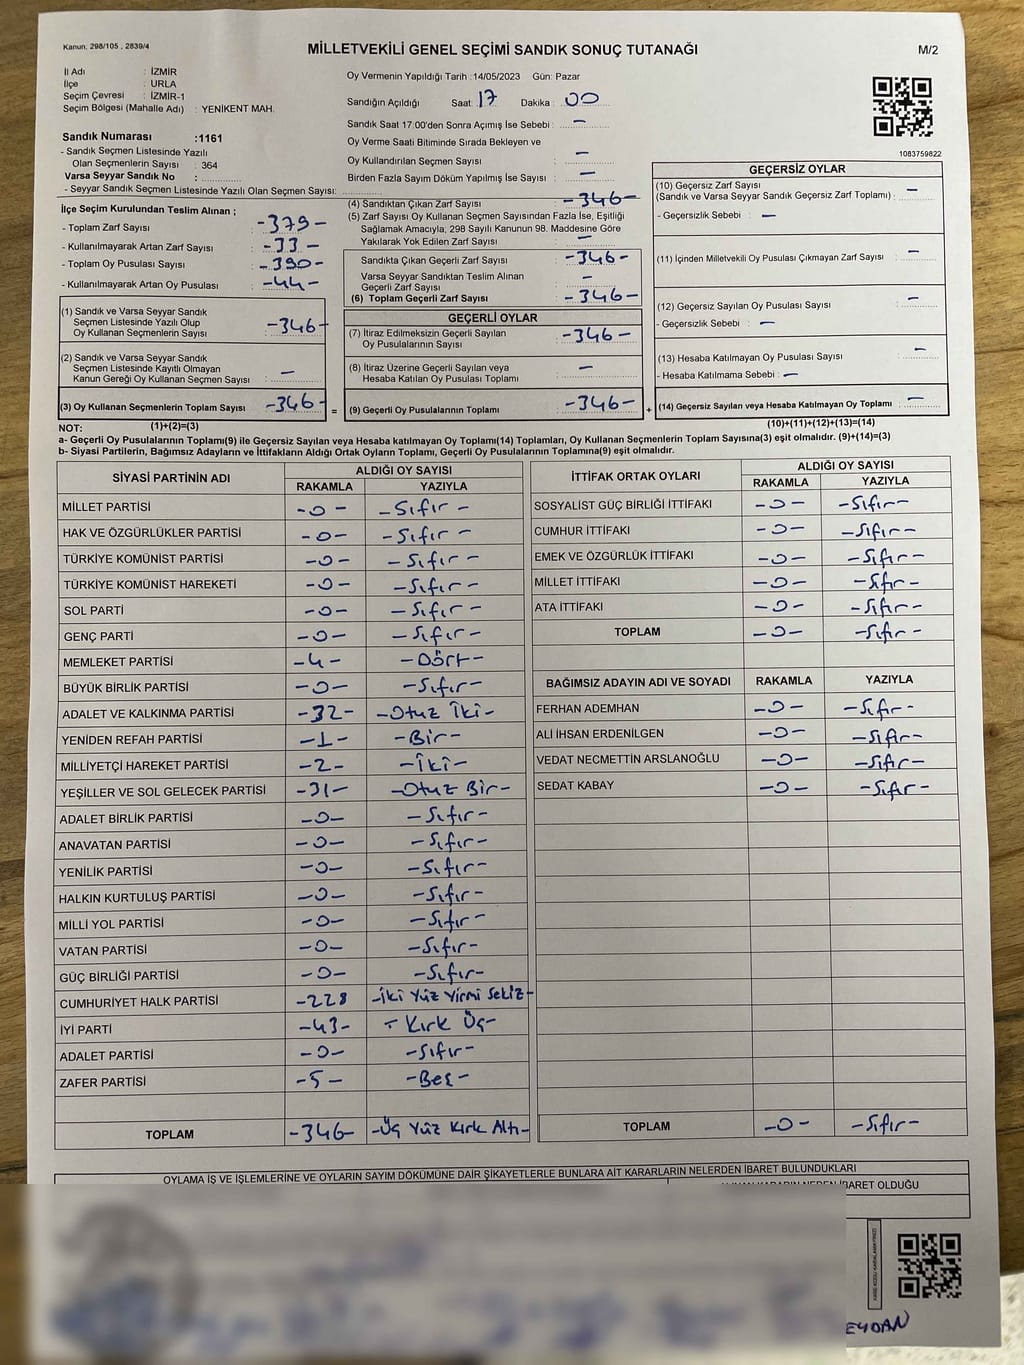 Kanun, 298/105 , 2839/4
MİLLETVEKİLİ GENEL SEÇİMİ SANDIK SONUÇ TUTANAĞI
M/2
İl Adı : İZMİR
İlçe : URLA
Seçim Çevresi : İZMİR-1
Seçim Bölgesi (Mahalle Adı) : YENİKENT MAH.
Sandık Numarası :1161
- Sandık Seçmen Listesinde Yazılı
Olan Seçmenlerin Sayısı : 364
Varsa Seyyar Sandık No :
- Seyyar Sandık Seçmen Listesinde Yazılı Olan Seçmen Sayısı:
Oy Vermenin Yapıldığı Tarih :14/05/2023 Gün: Pazar
Sandığın Açıldığı Saat: 17 Dakika : 00
Sandık Saat 17:00'den Sonra Açımış İse Sebebi : —
Oy Verme Saati Bitiminde Sırada Bekleyen ve
Oy Kullandırılan Seçmen Sayısı : —
Birden Fazla Sayım Döküm Yapılmış İse Sayısı : —
1083759822
İlçe Seçim Kurulundan Teslim Alınan ;
- Toplam Zarf Sayısı : -379-
- Kullanılmayarak Artan Zarf Sayısı : -33-
- Toplam Oy Pusulası Sayısı : -390-
- Kullanılmayarak Artan Oy Pusulası : -44-
(1) Sandık ve Varsa Seyyar Sandık
Seçmen Listesinde Yazılı Olup
Oy Kullanan Seçmenlerin Sayısı : -346-
(2) Sandık ve Varsa Seyyar Sandık
Seçmen Listesinde Kayıtlı Olmayan
Kanun Gereği Oy Kullanan Seçmen Sayısı : —
(3) Oy Kullanan Seçmenlerin Toplam Sayısı : -346- =
(4) Sandıktan Çıkan Zarf Sayısı : -346-
(5) Zarf Sayısı Oy Kullanan Seçmen Sayısından Fazla İse, Eşitliği
Sağlamak Amacıyla, 298 Sayılı Kanunun 98. Maddesine Göre
Yakılarak Yok Edilen Zarf Sayısı : —
Sandıkta Çıkan Geçerli Zarf Sayısı : -346-
Varsa Seyyar Sandıktan Teslim Alınan
Geçerli Zarf Sayısı : —
(6) Toplam Geçerli Zarf Sayısı : -346-
GEÇERLİ OYLAR
(7) İtiraz Edilmeksizin Geçerli Sayılan
Oy Pusulalarının Sayısı : -346-
(8) İtiraz Üzerine Geçerli Sayılan veya
Hesaba Katılan Oy Pusulası Toplamı : —
(9) Geçerli Oy Pusulalarının Toplamı : -346- +
GEÇERSİZ OYLAR
(10) Geçersiz Zarf Sayısı
(Sandık ve Varsa Seyyar Sandık Geçersiz Zarf Toplamı) : —
- Geçersizlik Sebebi : —
(11) İçinden Milletvekili Oy Pusulası Çıkmayan Zarf Sayısı : —
(12) Geçersiz Sayılan Oy Pusulası Sayısı : —
- Geçersizlik Sebebi : —
(13) Hesaba Katılmayan Oy Pusulası Sayısı : —
- Hesaba Katılmama Sebebi : —
(14) Geçersiz Sayılan veya Hesaba Katılmayan Oy Toplamı : —
NOT: (1)+(2)=(3) (10)+(11)+(12)+(13)=(14)
a- Geçerli Oy Pusulalarının Toplamı(9) ile Geçersiz Sayılan veya Hesaba katılmayan Oy Toplamı(14) Toplamları, Oy Kullanan Seçmenlerin Toplam Sayısına(3) eşit olmalıdır. (9)+(14)=(3)
b- Siyasi Partilerin, Bağımsız Adayların ve İttifakların Aldığı Ortak Oyların Toplamı, Geçerli Oy Pusulalarının Toplamına(9) eşit olmalıdır.
SİYASİ PARTİNİN ADI ALDIĞI OY SAYISI
RAKAMLA YAZIYLA
MİLLET PARTİSİ -0- -Sıfır-
HAK VE ÖZGÜRLÜKLER PARTİSİ -0- -Sıfır-
TÜRKİYE KOMÜNİST PARTİSİ -0- -Sıfır-
TÜRKİYE KOMÜNİST HAREKETİ -0- -Sıfır-
SOL PARTİ -0- -Sıfır-
GENÇ PARTİ -0- -Sıfır-
MEMLEKET PARTİSİ -4- -Dört-
BÜYÜK BİRLİK PARTİSİ -0- -Sıfır-
ADALET VE KALKINMA PARTİSİ -32- -Otuz İki-
YENİDEN REFAH PARTİSİ -1- -Bir-
MİLLİYETÇİ HAREKET PARTİSİ -2- -İki-
YEŞİLLER VE SOL GELECEK PARTİSİ -31- -Otuz Bir-
ADALET BİRLİK PARTİSİ -0- -Sıfır-
ANAVATAN PARTİSİ -0- -Sıfır-
YENİLİK PARTİSİ -0- -Sıfır-
HALKIN KURTULUŞ PARTİSİ -0- -Sıfır-
MİLLİ YOL PARTİSİ -0- -Sıfır-
VATAN PARTİSİ -0- -Sıfır-
GÜÇ BİRLİĞİ PARTİSİ -0- -Sıfır-
CUMHURİYET HALK PARTİSİ -228 -İki Yüz Yirmi Sekiz-
İYİ PARTİ -43- - Kırk Üç-
ADALET PARTİSİ -0- -Sıfır-
ZAFER PARTİSİ -5- -Beş-
TOPLAM -346- -Üç Yüz Kırk Altı-
İTTİFAK ORTAK OYLARI ALDIĞI OY SAYISI
RAKAMLA YAZIYLA
SOSYALİST GÜÇ BİRLİĞİ İTTİFAKI -0- -Sıfır-
CUMHUR İTTİFAKI -0- -Sıfır-
EMEK VE ÖZGÜRLÜK İTTİFAKI -0- -Sıfır-
MİLLET İTTİFAKI -0- -Sıfır-
ATA İTTİFAKI -0- -Sıfır-
TOPLAM -0- -Sıfır-
BAĞIMSIZ ADAYIN ADI VE SOYADI RAKAMLA YAZIYLA
FERHAN ADEMHAN -0- -Sıfır-
ALİ İHSAN ERDENİLGEN -0- -Sıfır-
VEDAT NECMETTİN ARSLANOĞLU -0- -Sıfır-
SEDAT KABAY -0- -Sıfır-
TOPLAM -0- -Sıfır-
OYLAMA İŞ VE İŞLEMLERİNE VE OYLARIN SAYIM DÖKÜMÜNE DAİR ŞİKAYETLERLE BUNLARA AİT KARARLARIN NELERDEN İBARET BULUNDUKLARI
OLDUĞU